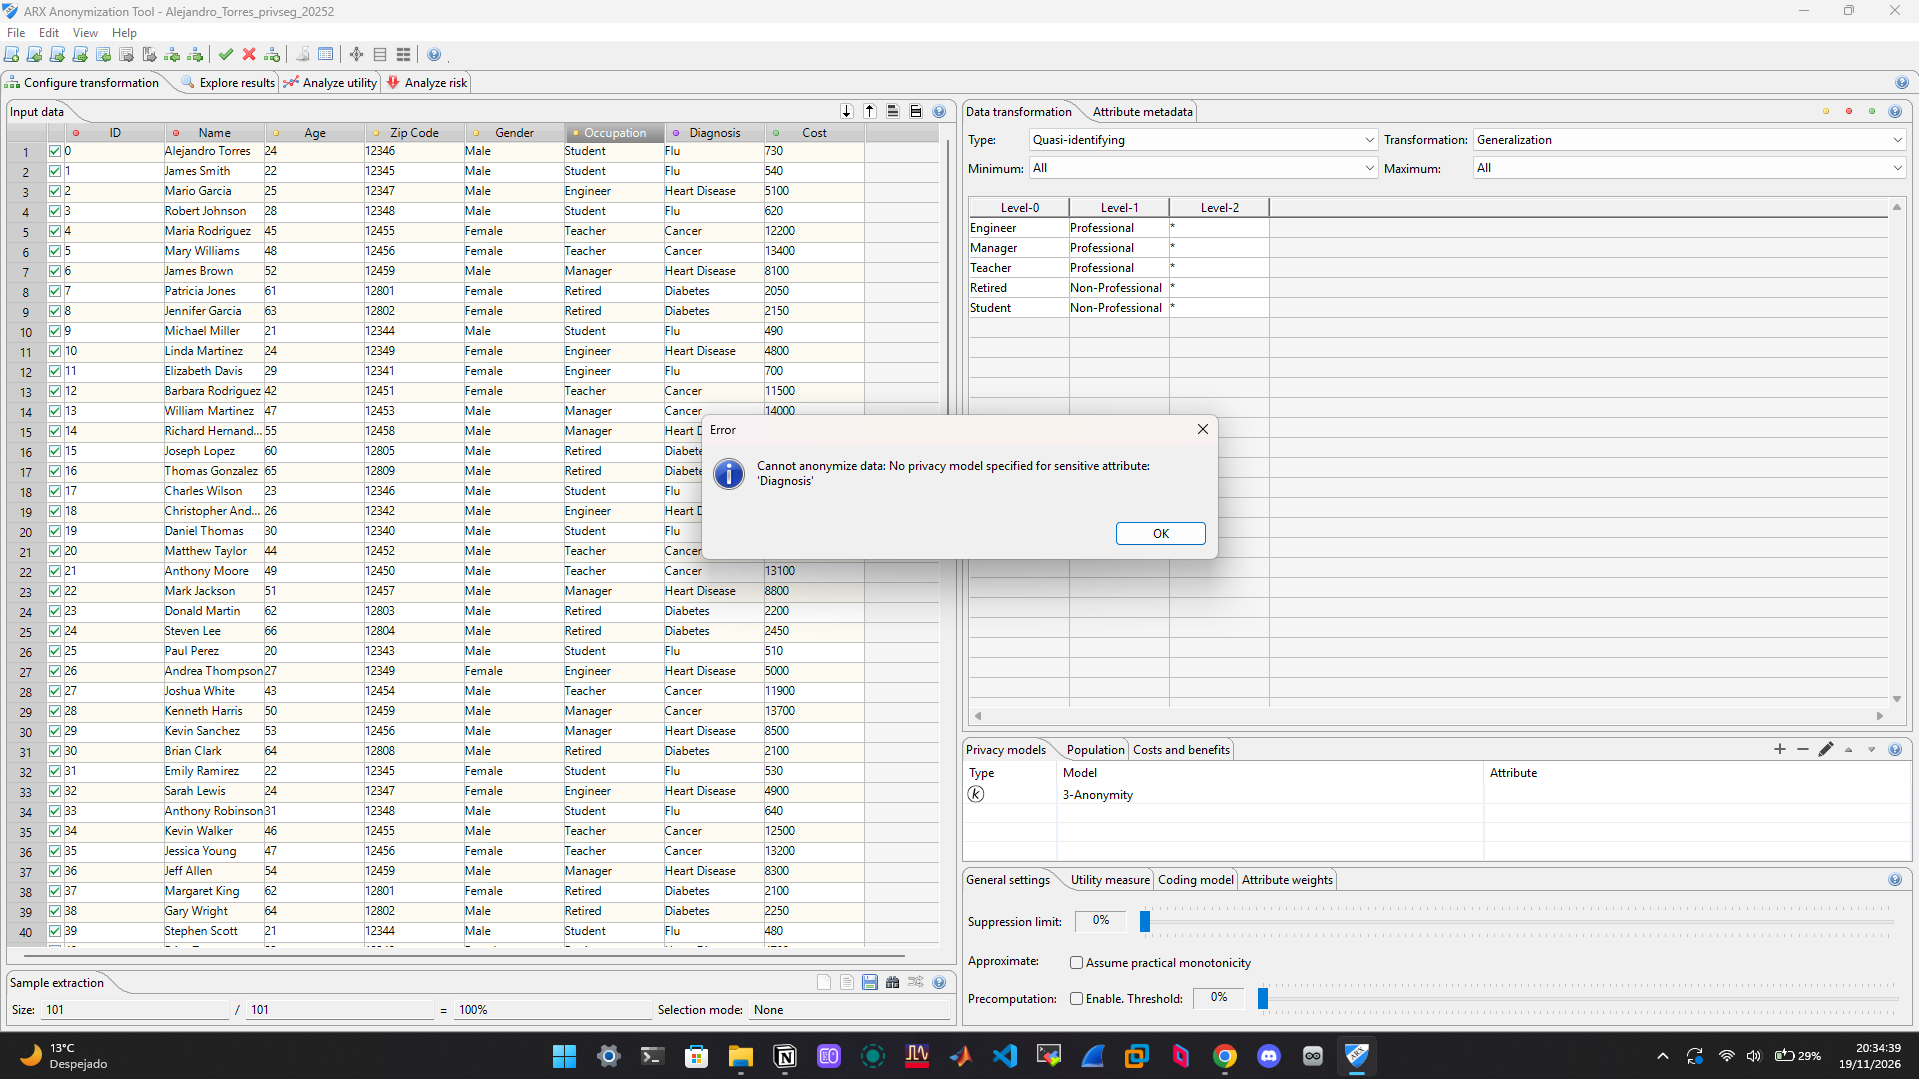 ARX Anonymization Tool - Alejandro_Torres_privseg_20252
File Edit View Help
Configure transformation Explore results Analyze utility Analyze risk
Input data
ID Name Age Zip Code Gender Occupation Diagnosis Cost
1 0 Alejandro Torres 24 12346 Male Student Flu 730
2 1 James Smith 22 12345 Male Student Flu 540
3 2 Mario Garcia 25 12347 Male Engineer Heart Disease 5100
4 3 Robert Johnson 28 12348 Male Student Flu 620
5 4 Maria Rodriguez 45 12455 Female Teacher Cancer 12200
6 5 Mary Williams 48 12456 Female Teacher Cancer 13400
7 6 James Brown 52 12459 Male Manager Heart Disease 8100
8 7 Patricia Jones 61 12801 Female Retired Diabetes 2050
9 8 Jennifer Garcia 63 12802 Female Retired Diabetes 2150
10 9 Michael Miller 21 12344 Male Student Flu 490
11 10 Linda Martinez 24 12349 Female Engineer Heart Disease 4800
12 11 Elizabeth Davis 29 12341 Female Engineer Flu 700
13 12 Barbara Rodriguez 42 12451 Female Teacher Cancer 11500
14 13 William Martinez 47 12453 Male Manager Cancer 14000
15 14 Richard Hernand... 55 12458 Male Manager Heart D
16 15 Joseph Lopez 60 12805 Male Retired Diabete
17 16 Thomas Gonzalez 65 12809 Male Retired Diabete
18 17 Charles Wilson 23 12346 Male Student Flu
19 18 Christopher And... 26 12342 Male Engineer Heart D
20 19 Daniel Thomas 30 12340 Male Student Flu
21 20 Matthew Taylor 44 12452 Male Teacher Cancer
22 21 Anthony Moore 49 12450 Male Teacher Cancer 13100
23 22 Mark Jackson 51 12457 Male Manager Heart Disease 8800
24 23 Donald Martin 62 12803 Male Retired Diabetes 2200
25 24 Steven Lee 66 12804 Male Retired Diabetes 2450
26 25 Paul Perez 20 12343 Male Student Flu 510
27 26 Andrea Thompson 27 12349 Female Engineer Heart Disease 5000
28 27 Joshua White 43 12454 Male Teacher Cancer 11900
29 28 Kenneth Harris 50 12459 Male Manager Cancer 13700
30 29 Kevin Sanchez 53 12456 Male Manager Heart Disease 8500
31 30 Brian Clark 64 12808 Male Retired Diabetes 2100
32 31 Emily Ramirez 22 12345 Female Student Flu 530
33 32 Sarah Lewis 24 12347 Female Engineer Heart Disease 4900
34 33 Anthony Robinson 31 12348 Male Student Flu 640
35 34 Kevin Walker 46 12455 Male Teacher Cancer 12500
36 35 Jessica Young 47 12456 Female Teacher Cancer 13200
37 36 Jeff Allen 54 12459 Male Manager Heart Disease 8300
38 37 Margaret King 62 12801 Female Retired Diabetes 2100
39 38 Gary Wright 64 12802 Male Retired Diabetes 2250
40 39 Stephen Scott 21 12344 Male Student Flu 480
Sample extraction
Size: 101 / 101 = 100% Selection mode: None
Data transformation Attribute metadata
Type: Quasi-identifying Transformation: Generalization
Minimum: All Maximum: All
Level-0 Level-1 Level-2
Engineer Professional *
Manager Professional *
Teacher Professional *
Retired Non-Professional *
Student Non-Professional *
Error
Cannot anonymize data: No privacy model specified for sensitive attribute:
'Diagnosis'
OK
Privacy models Population Costs and benefits
Type Model Attribute
k 3-Anonymity
General settings Utility measure Coding model Attribute weights
Suppression limit: 0%
Approximate: Assume practical monotonicity
Precomputation: Enable. Threshold: 0%
13°C
Despejado
29%
20:34:39
19/11/2026